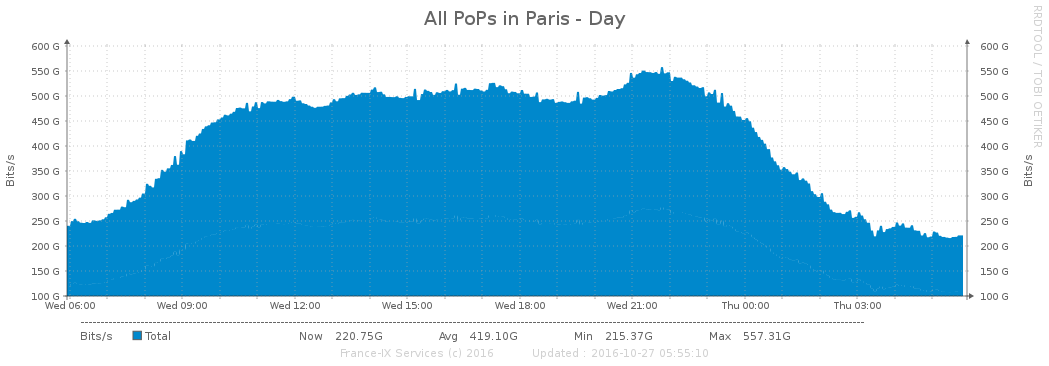 All PoPs in Paris - Day
RRDTOOL / TOBI OETIKER
Bits/s
600 G
550 G
500 G
450 G
400 G
350 G
300 G
250 G
200 G
150 G
100 G
600 G
550 G
500 G
450 G
400 G
350 G
300 G
250 G
200 G
150 G
100 G
Bits/s
Wed 06:00 Wed 09:00 Wed 12:00 Wed 15:00 Wed 18:00 Wed 21:00 Thu 00:00 Thu 03:00
Bits/s Total Now 220.75G Avg 419.10G Min 215.37G Max 557.31G
France-IX Services (c) 2016 Updated : 2016-10-27 05:55:10